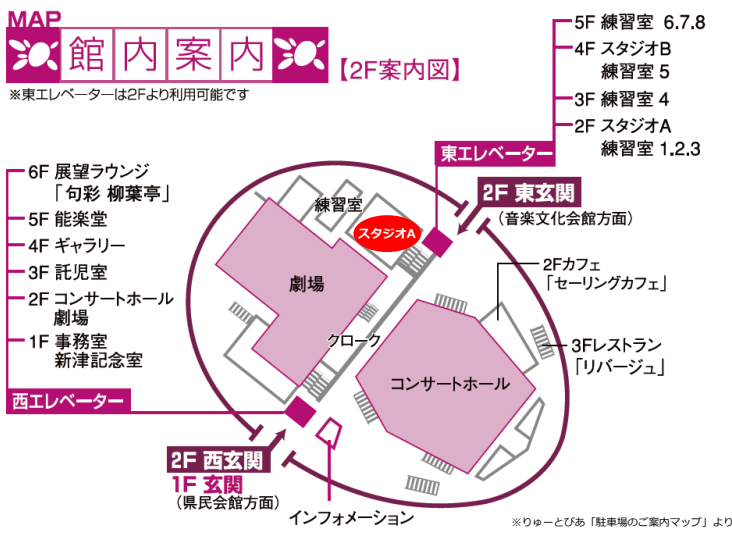 MAP
館内案内
【2F案内図】
※東エレベーターは2Fより利用可能です
5F 練習室 6.7.8
4F スタジオB
練習室 5
3F 練習室 4
2F スタジオA
練習室 1.2.3
東エレベーター
6F 展望ラウンジ
「旬彩 柳葉亭」
5F 能楽堂
4F ギャラリー
3F 託児室
2F コンサートホール
劇場
1F 事務室
新津記念室
西エレベーター
2F 東玄関
（音楽文化会館方面）
練習室
スタジオA
劇場
2Fカフェ
「セーリングカフェ」
クローク
3Fレストラン
「リバージュ」
コンサートホール
2F 西玄関
1F 玄関
（県民会館方面）
インフォメーション
※りゅーとぴあ「駐車場のご案内マップ」より